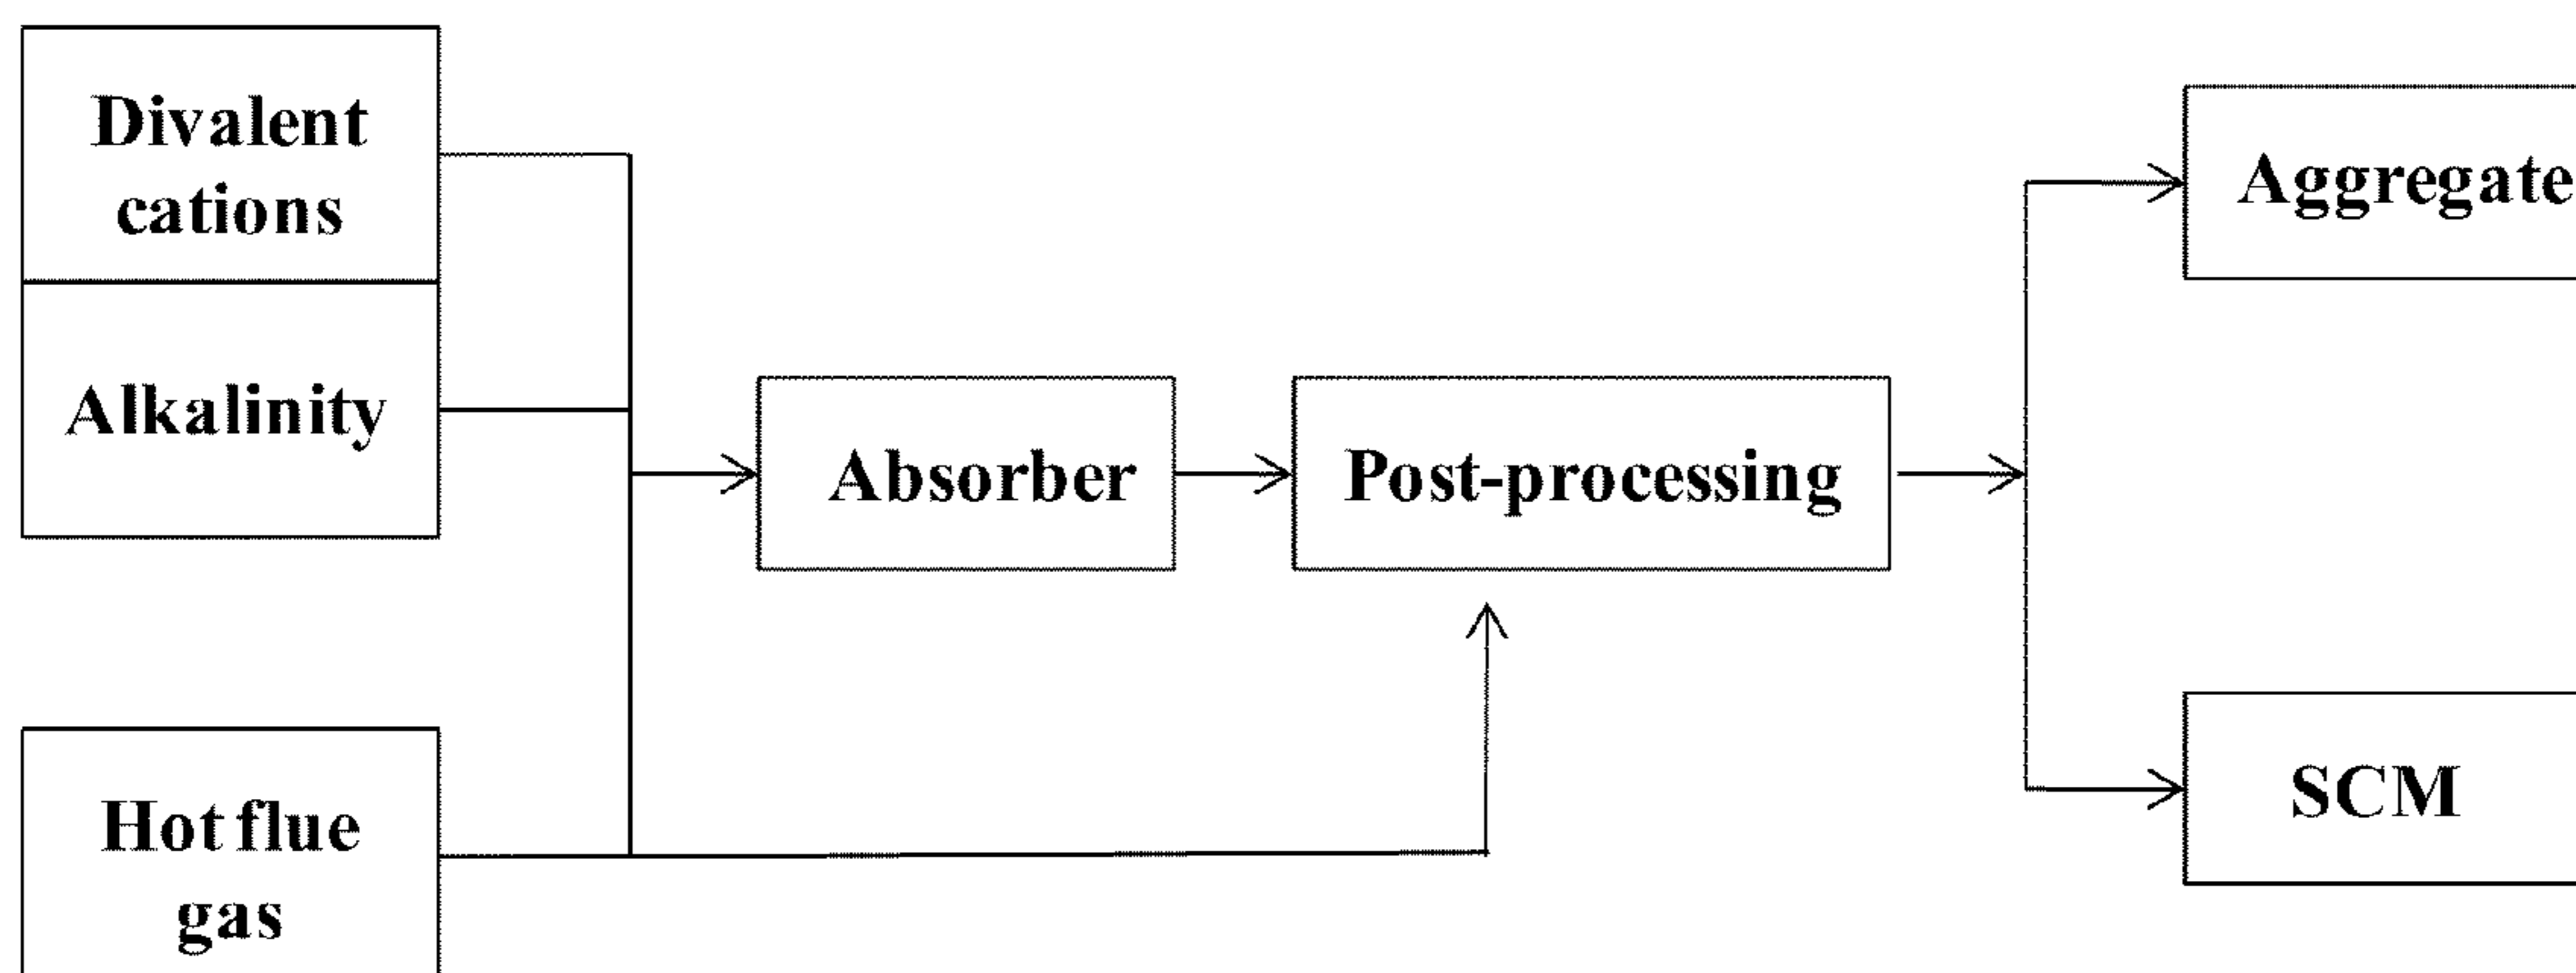 Divalent
cations
Alkalinity
Hot flue
gas
Absorber
Post-processing
Aggregate
SCM